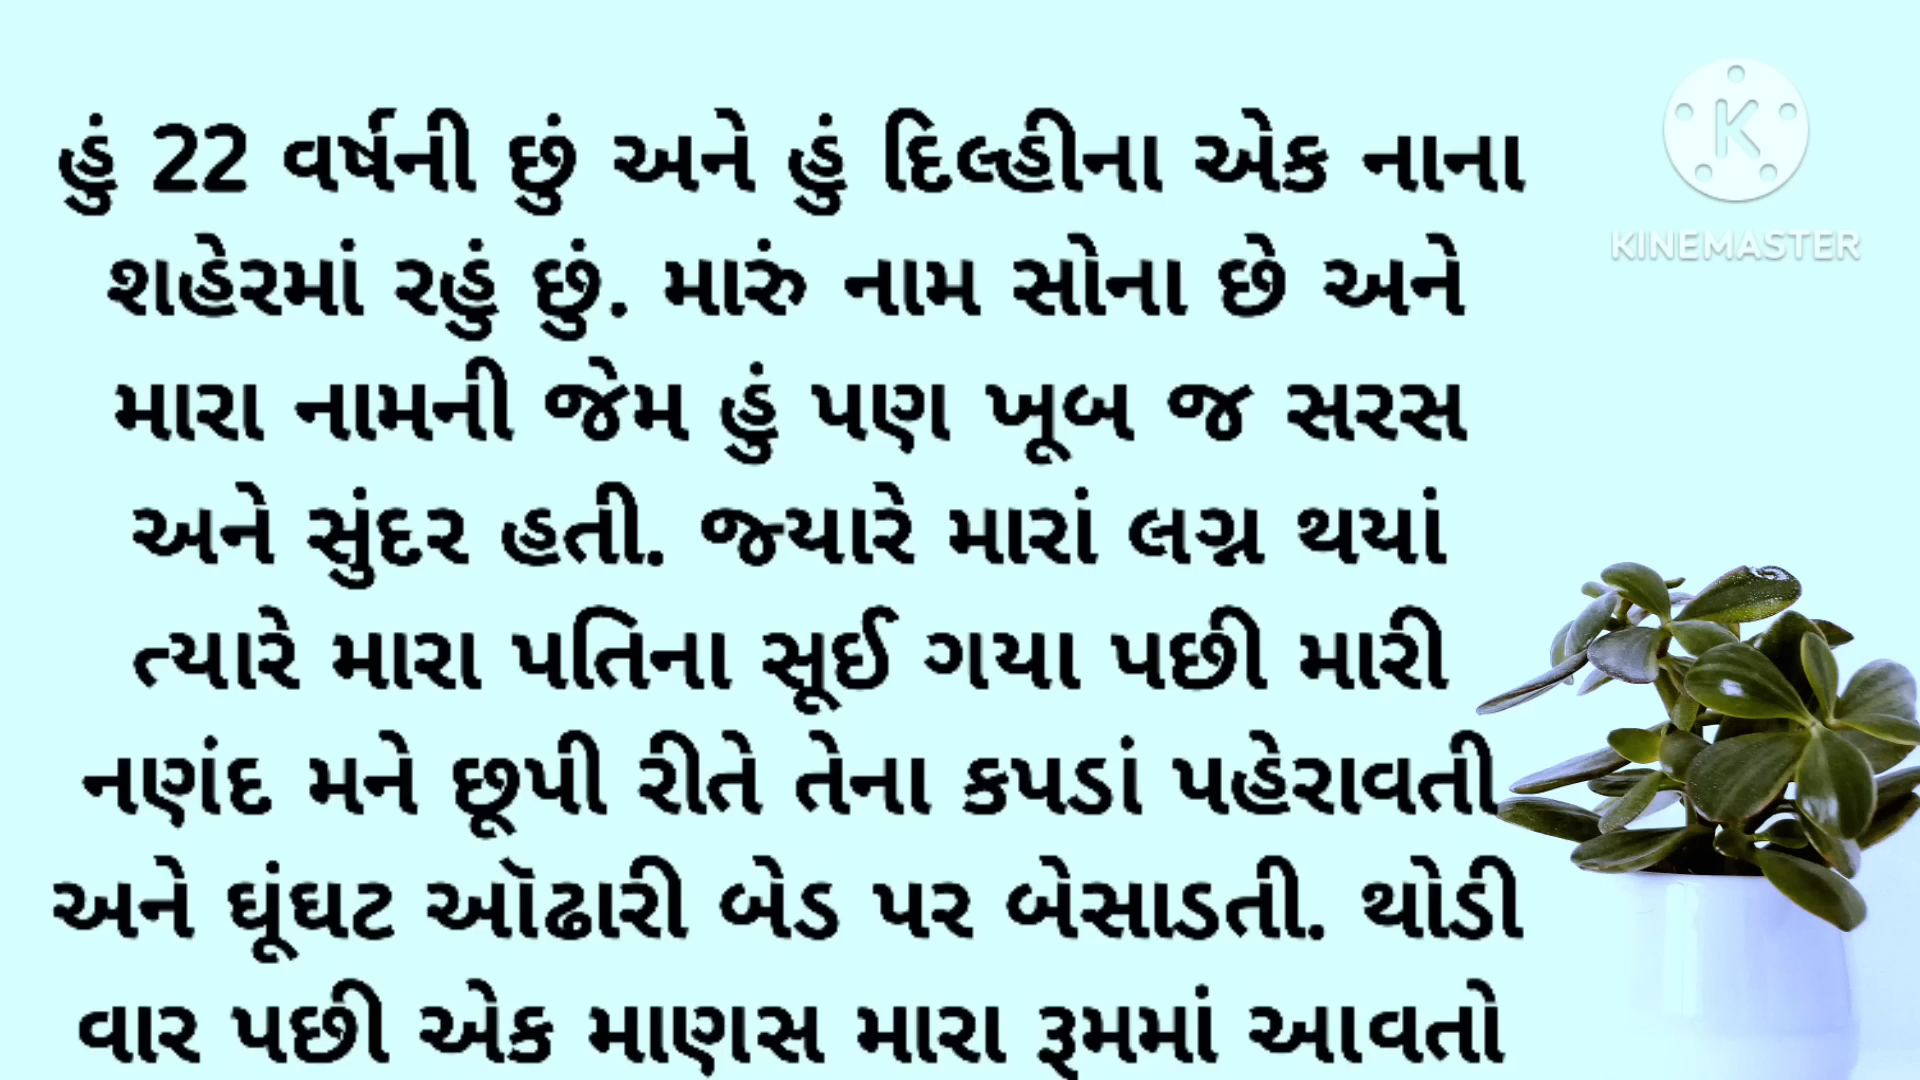 હું 22 વર્ષની છું અને હું દિલ્હીના એક નાના
શહેરમાં રહું છું. મારું નામ સોના છે અને
મારા નામની જેમ હું પણ ખૂબ જ સરસ
અને સુંદર હતી. જ્યારે મારાં લગ્ન થયાં
ત્યારે મારા પતિના સૂઈ ગયા પછી મારી
નણંદ મને છૂપી રીતે તેના કપડાં પહેરાવતી
અને ઘૂંઘટ ઑઢારી બેડ પર બેસાડતી. થોડી
વાર પછી એક માણસ મારા રૂમમાં આવતો
K
KINEMASTER